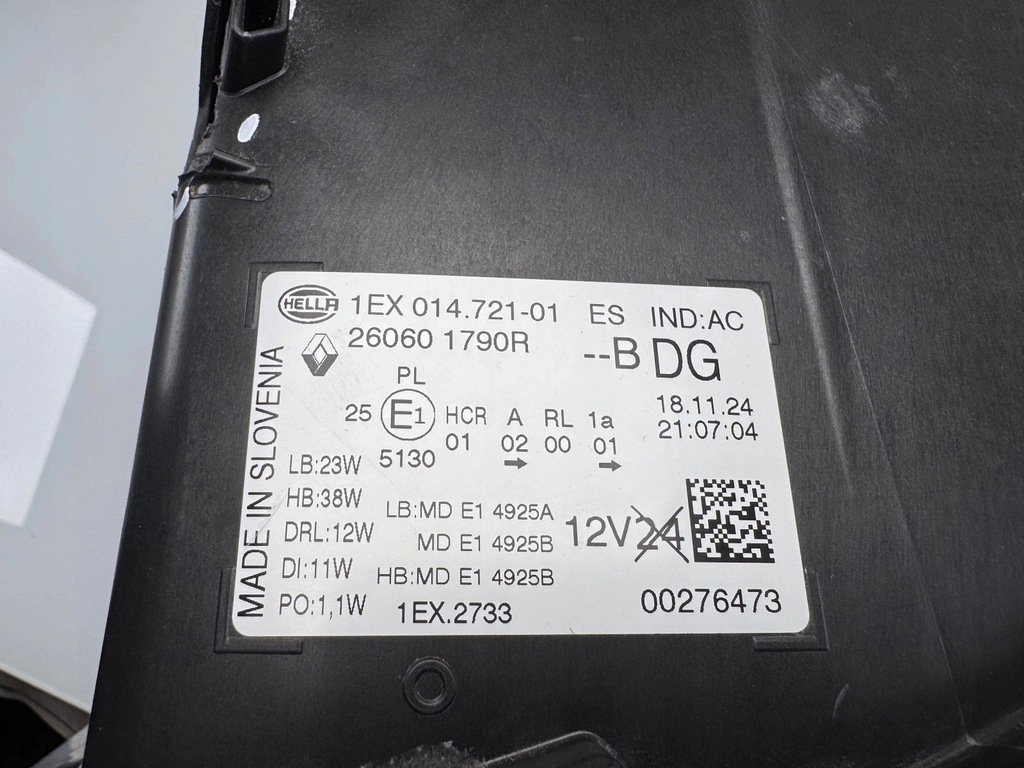 HELLA 1EX 014.721-01 ES IND:AC
26060 1790R --B DG
MADE IN SLOVENIA
PL
25 E1 HCR A RL 1a
01 02 00 01
5130
18.11.24
21:07:04
LB:23W
HB:38W
DRL:12W
DI:11W
PO:1,1W
LB:MD E1 4925A
MD E1 4925B
HB:MD E1 4925B
1EX.2733
12V 24
00276473